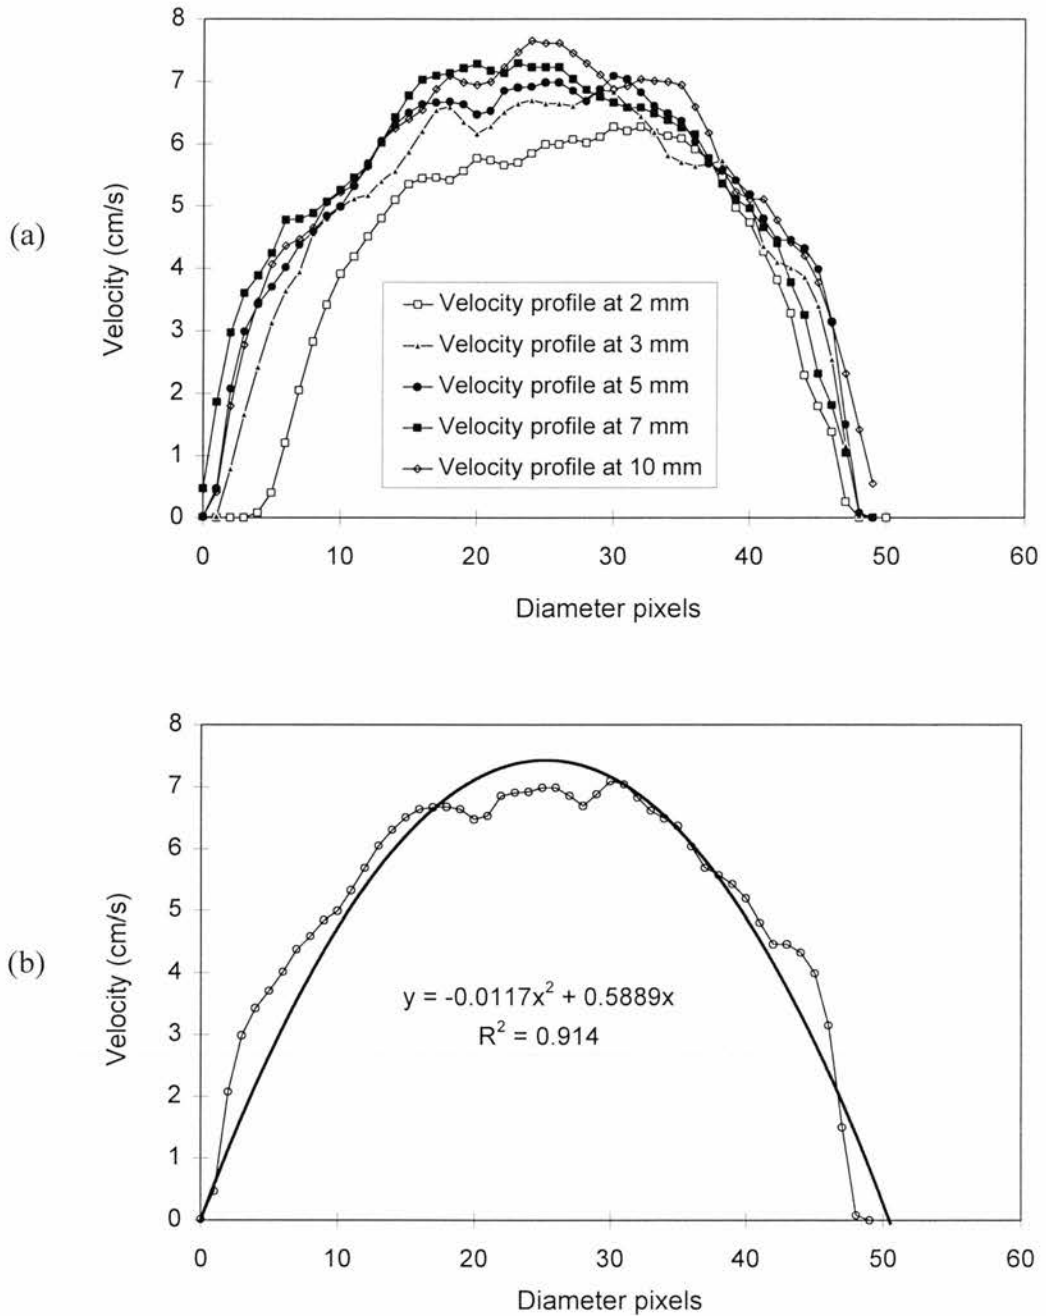 (a)
Velocity (cm/s)
8
7
6
5
4
3
2
1
0
Velocity profile at 2 mm
Velocity profile at 3 mm
Velocity profile at 5 mm
Velocity profile at 7 mm
Velocity profile at 10 mm
0 10 20 30 40 50 60
Diameter pixels
(b)
Velocity (cm/s)
8
7
6
5
4
3
2
1
0
y = -0.0117x² + 0.5889x
R² = 0.914
0 10 20 30 40 50 60
Diameter pixels